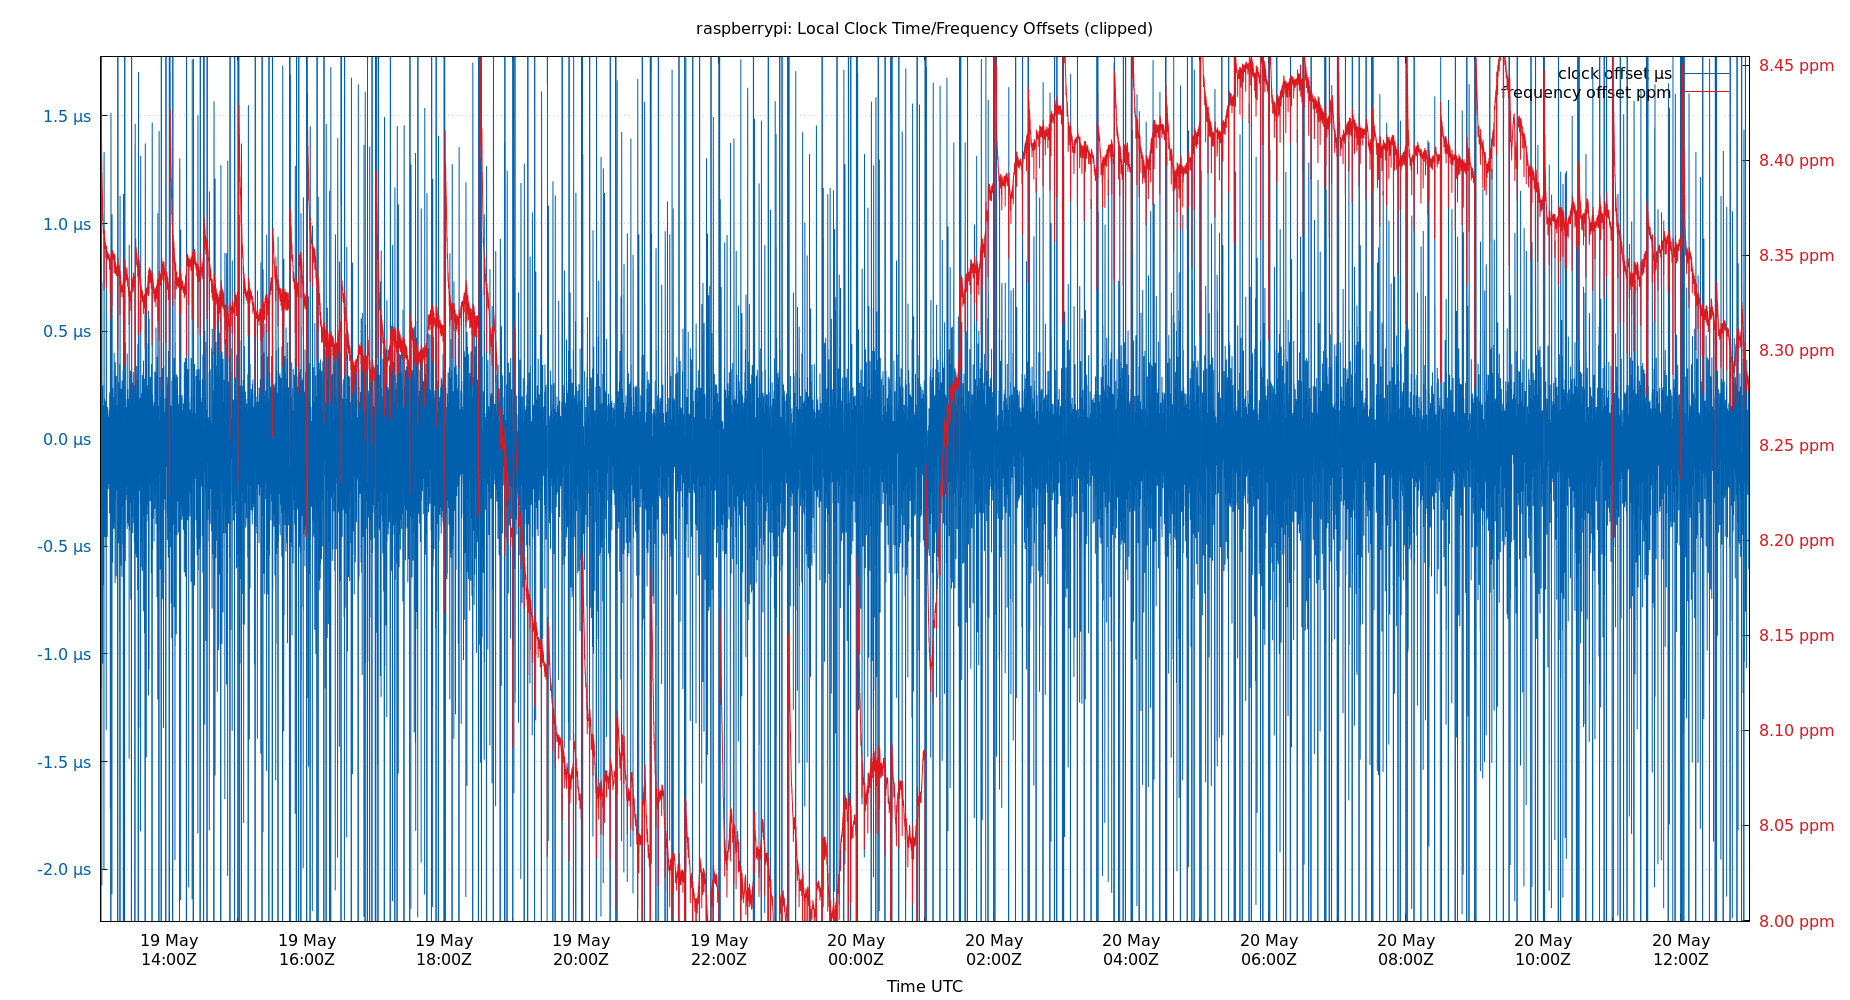 raspberrypi: Local Clock Time/Frequency Offsets (clipped)
clock offset µs
frequency offset ppm
1.5 µs
1.0 µs
0.5 µs
0.0 µs
-0.5 µs
-1.0 µs
-1.5 µs
-2.0 µs
8.45 ppm
8.40 ppm
8.35 ppm
8.30 ppm
8.25 ppm
8.20 ppm
8.15 ppm
8.10 ppm
8.05 ppm
8.00 ppm
19 May 19 May 19 May 19 May 19 May 20 May 20 May 20 May 20 May 20 May 20 May 20 May
14:00Z 16:00Z 18:00Z 20:00Z 22:00Z 00:00Z 02:00Z 04:00Z 06:00Z 08:00Z 10:00Z 12:00Z
Time UTC